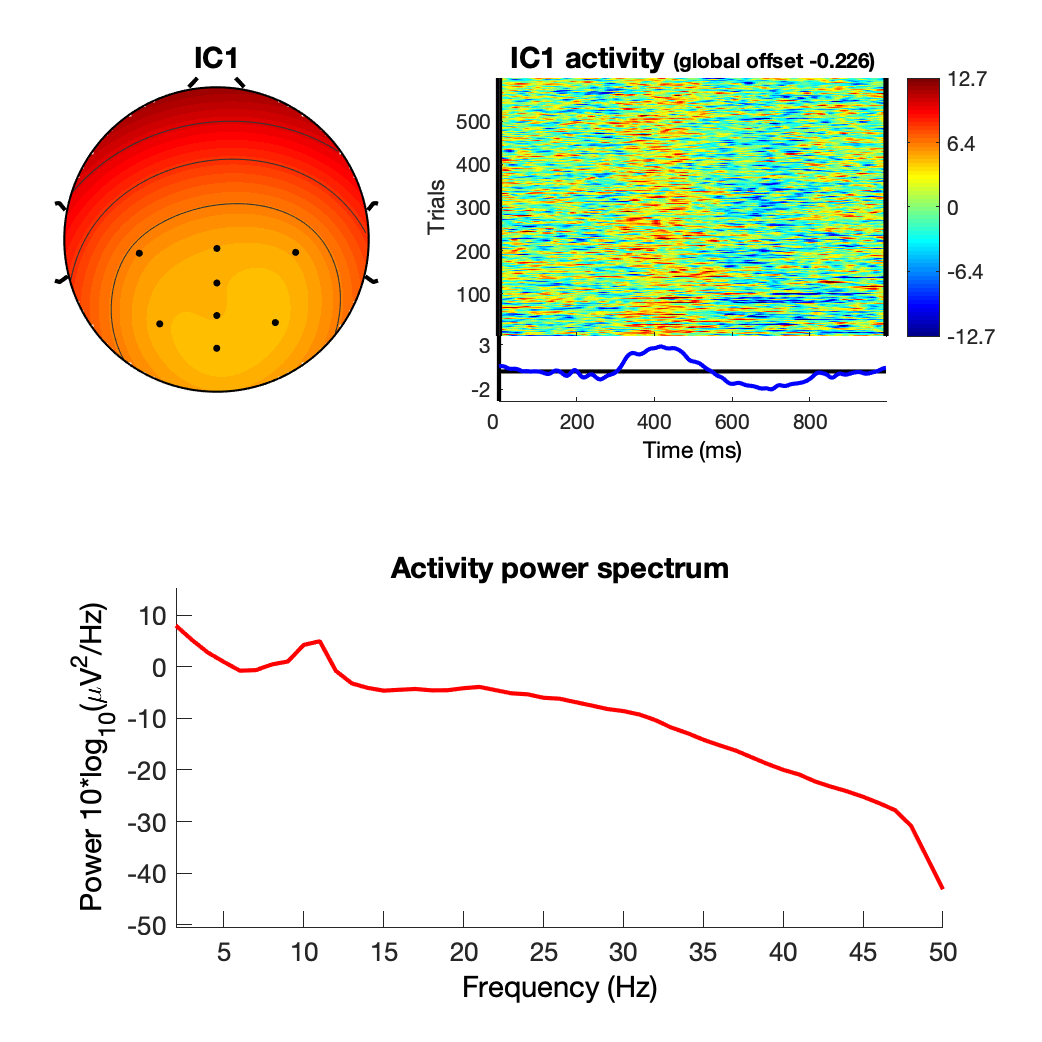 IC1
IC1 activity (global offset -0.226)
Trials
500
400
300
200
100
12.7
6.4
0
-6.4
-12.7
3
-2
0 200 400 600 800
Time (ms)
Activity power spectrum
Power 10*log10(μV2/Hz)
10
0
-10
-20
-30
-40
-50
5 10 15 20 25 30 35 40 45 50
Frequency (Hz)